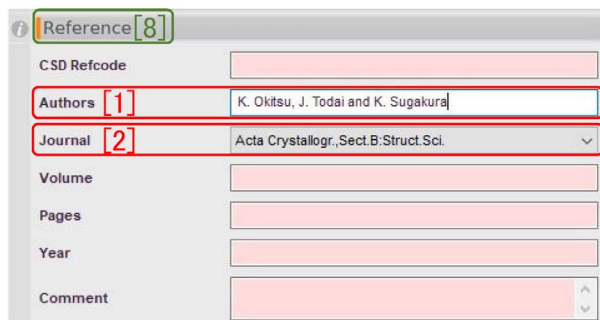 Reference[8]
CSD Refcode
Authors [1] K. Okitsu, J. Todai and K. Sugakura
Journal [2] Acta Crystallogr.,Sect.B:Struct.Sci.
Volume
Pages
Year
Comment